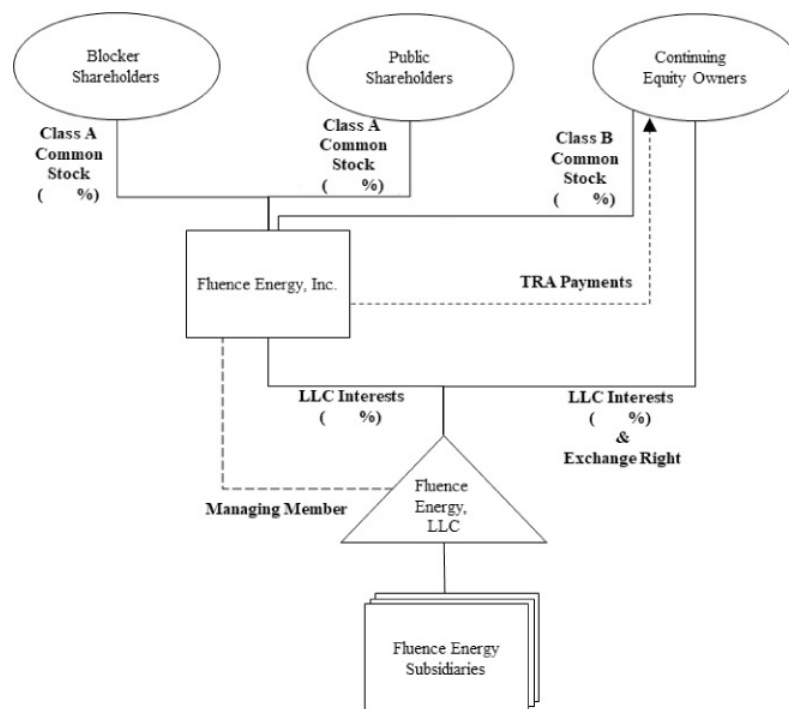 Blocker
Shareholders
Public
Shareholders
Continuing
Equity Owners
Class A
Common
Stock
( %)
Class A
Common
Stock
( %)
Class B
Common
Stock
( %)
Fluence Energy, Inc.
TRA Payments
LLC Interests
( %)
LLC Interests
( %)
&
Exchange Right
Managing Member
Fluence
Energy,
LLC
Fluence Energy
Subsidiaries